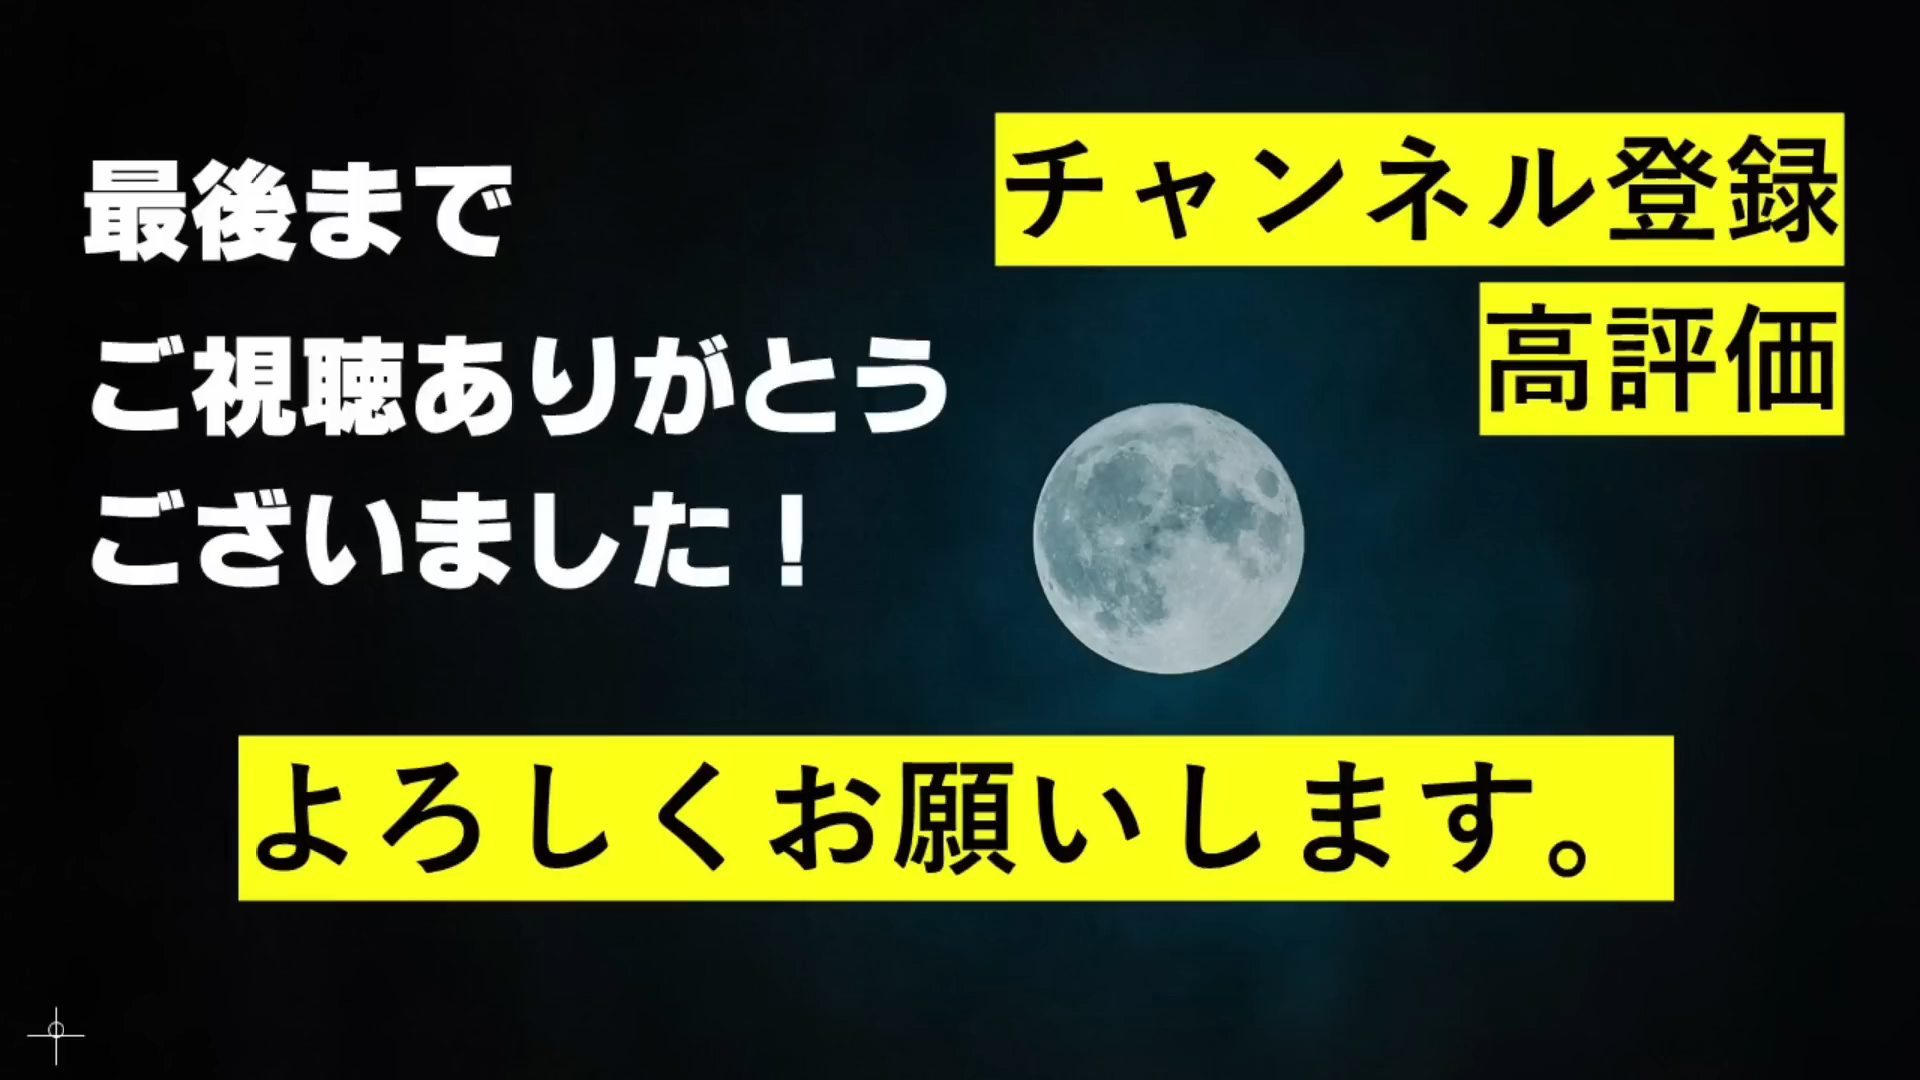 最後まで
ご視聴ありがとう
ございました！
チャンネル登録
高評価
よろしくお願いします。